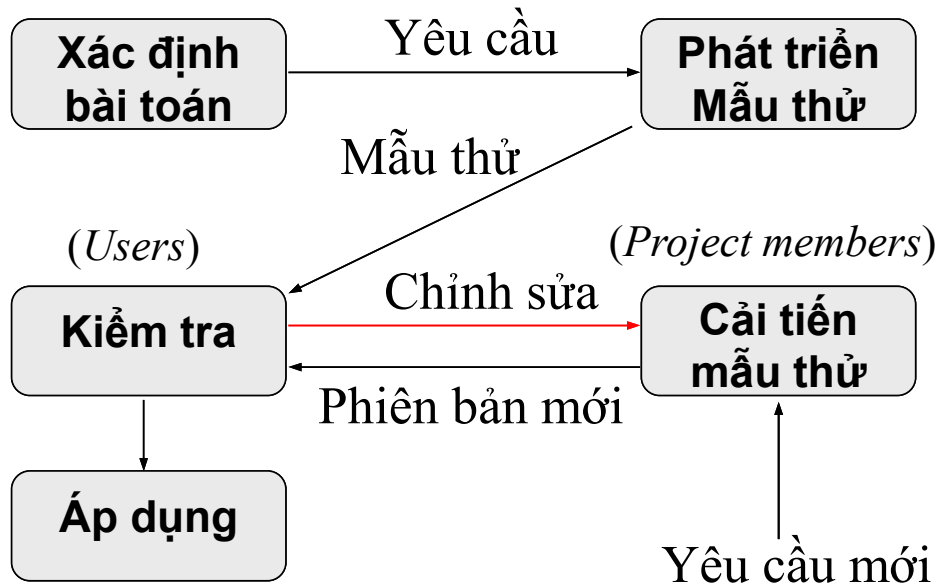 Xác định
bài toán
Yêu cầu
Phát triển
Mẫu thử
Mẫu thử
(Users)
(Project members)
Kiểm tra
Chỉnh sửa
Cải tiến
mẫu thử
Phiên bản mới
Áp dụng
Yêu cầu mới